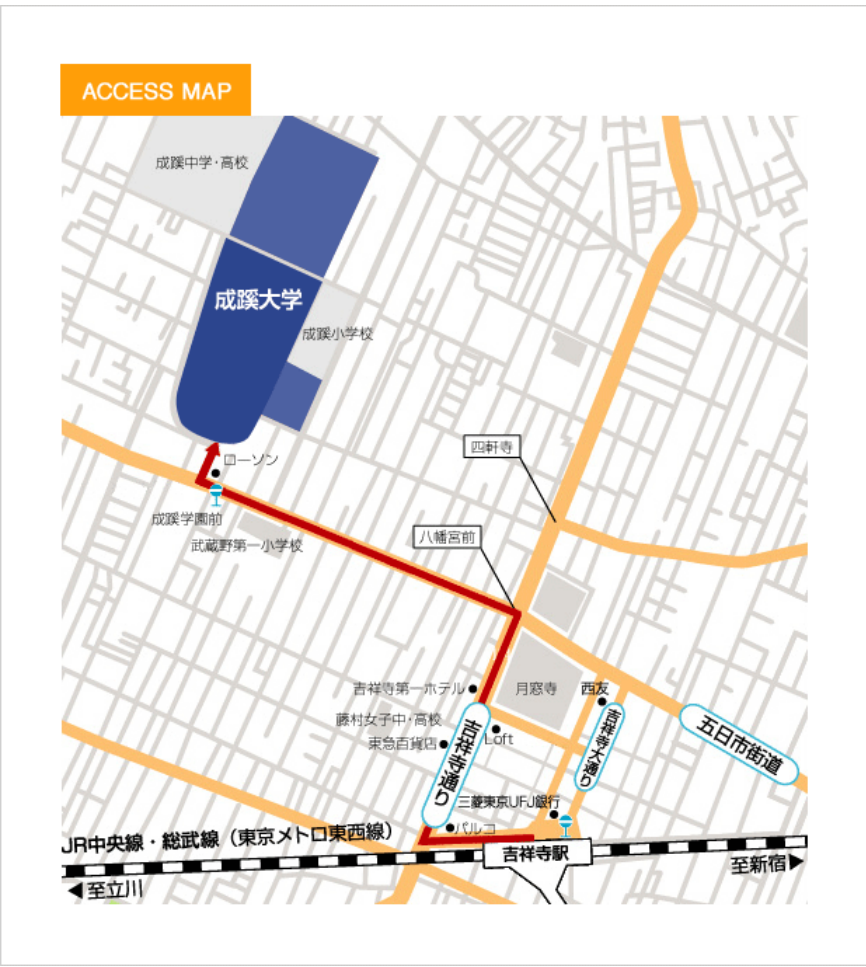 ACCESS MAP
成蹊中学・高校
成蹊大学
成蹊小学校
四軒寺
ローソン
成蹊学園前
八幡宮前
武蔵野第一小学校
吉祥寺第一ホテル
月窓寺
西友
藤村女子中・高校
Loft
東急百貨店
吉祥寺通り
吉祥寺大通り
五日市街道
三菱東京UFJ銀行
パルコ
JR中央線・総武線（東京メトロ東西線）
吉祥寺駅
至新宿▶
◀至立川